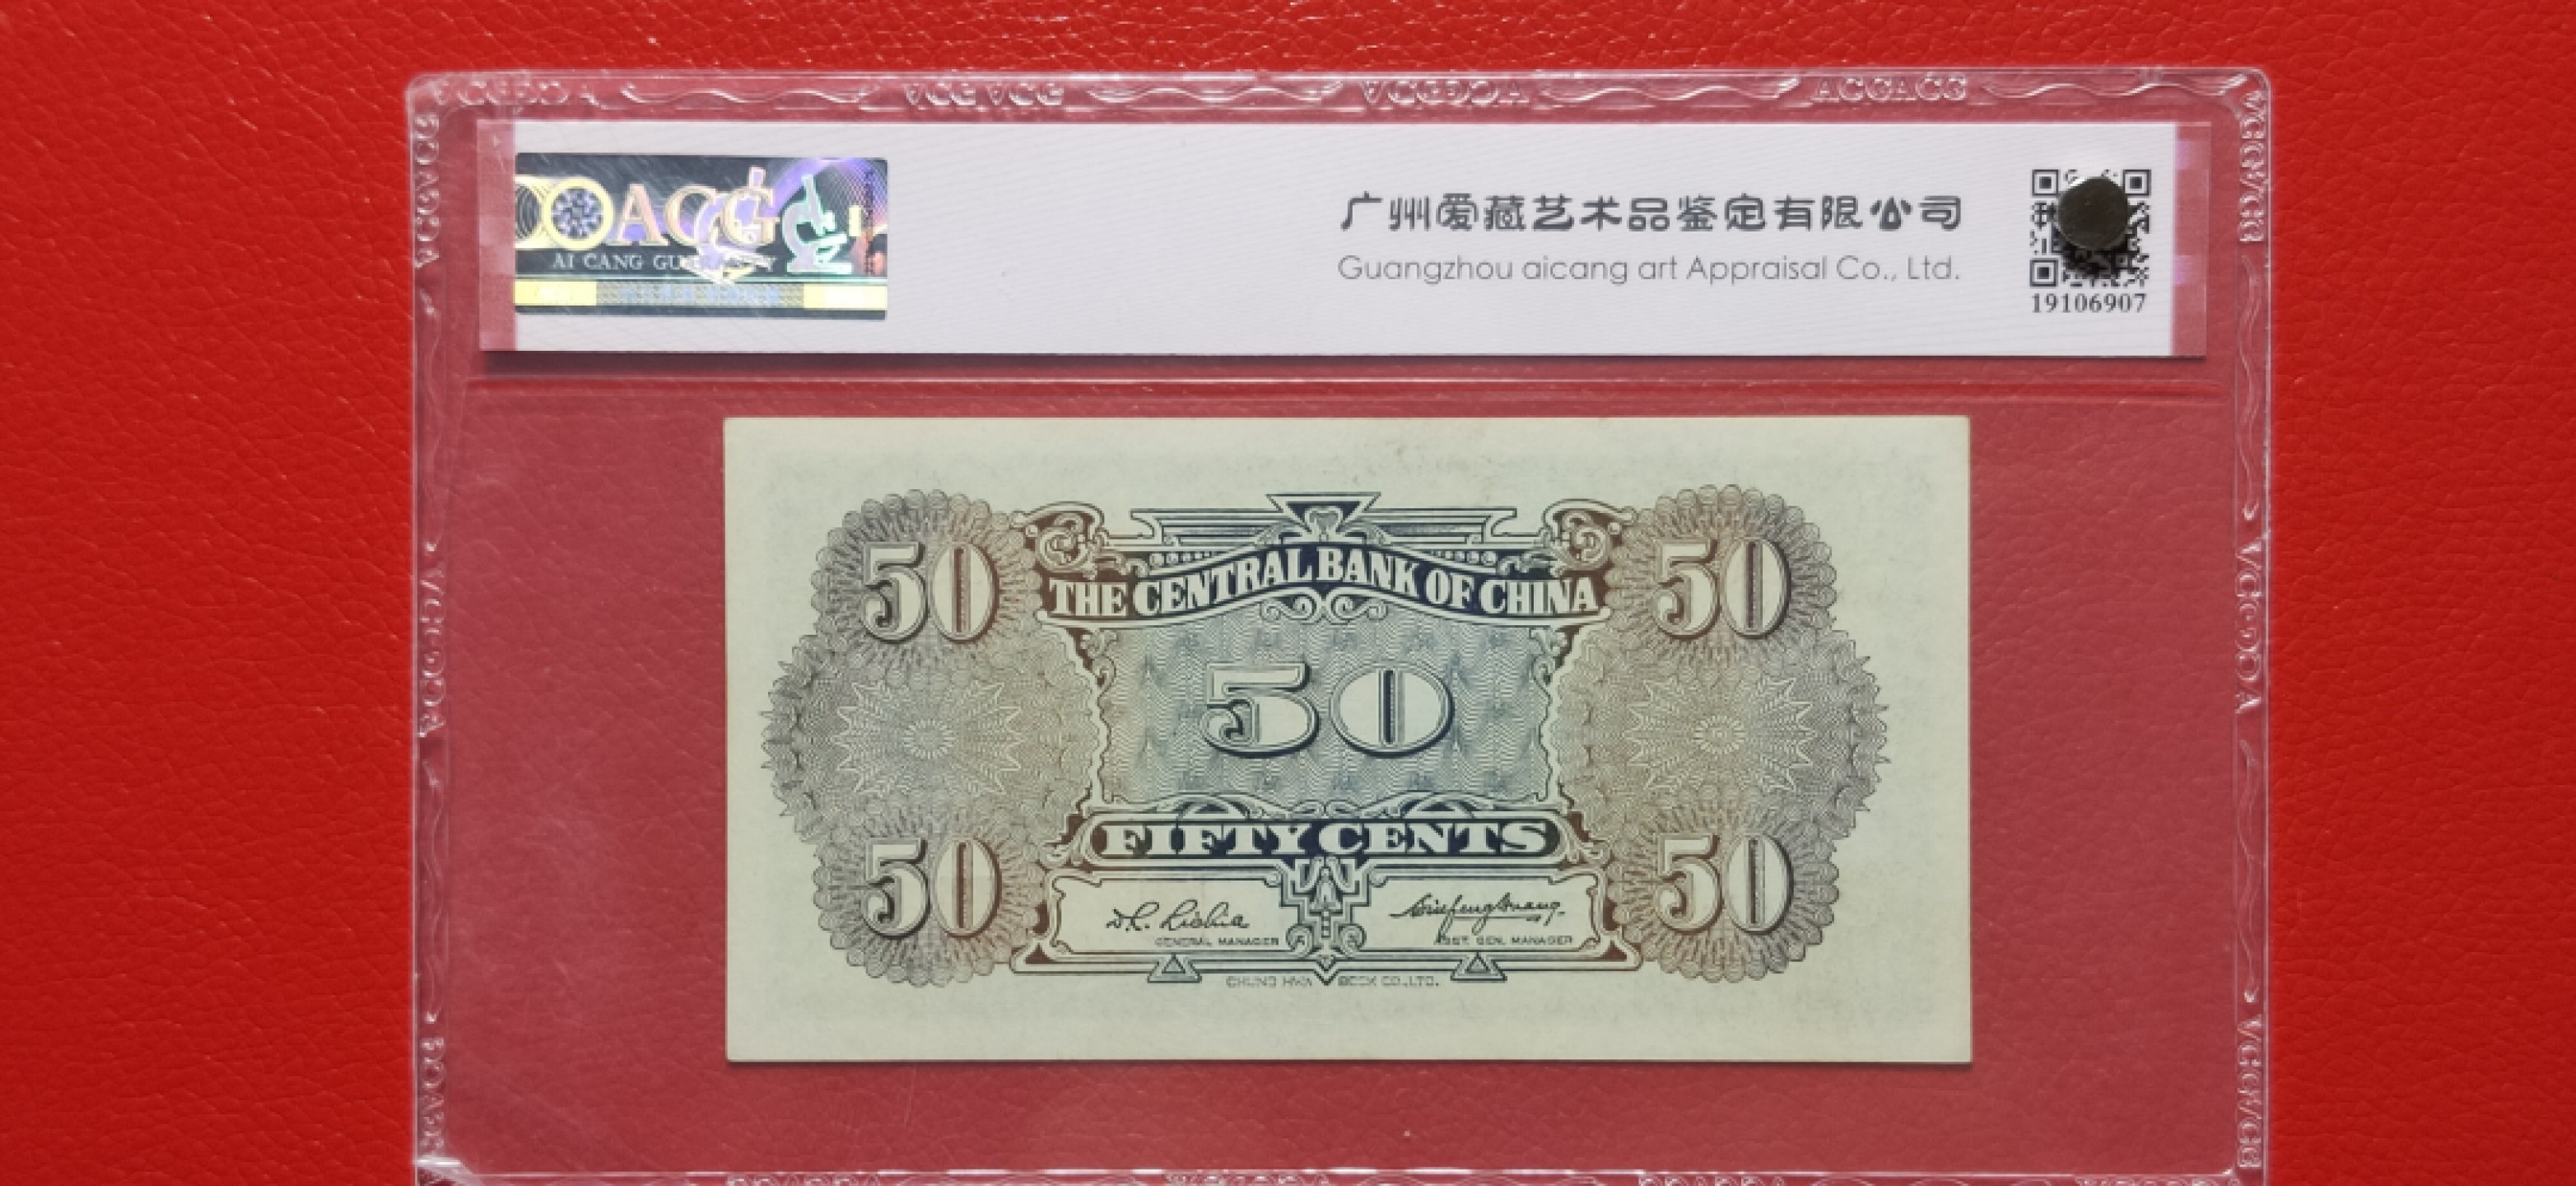 ACG
AI CANG
广州爱藏艺术品鉴定有限公司
Guangzhou aicang art Appraisal Co., Ltd.
19106907
50 50
THE CENTRAL BANK OF CHINA
50
FIFTY CENTS
50 50
GENERAL MANAGER ASST. GEN. MANAGER
CHUNG HWA BOOK CO., LTD.